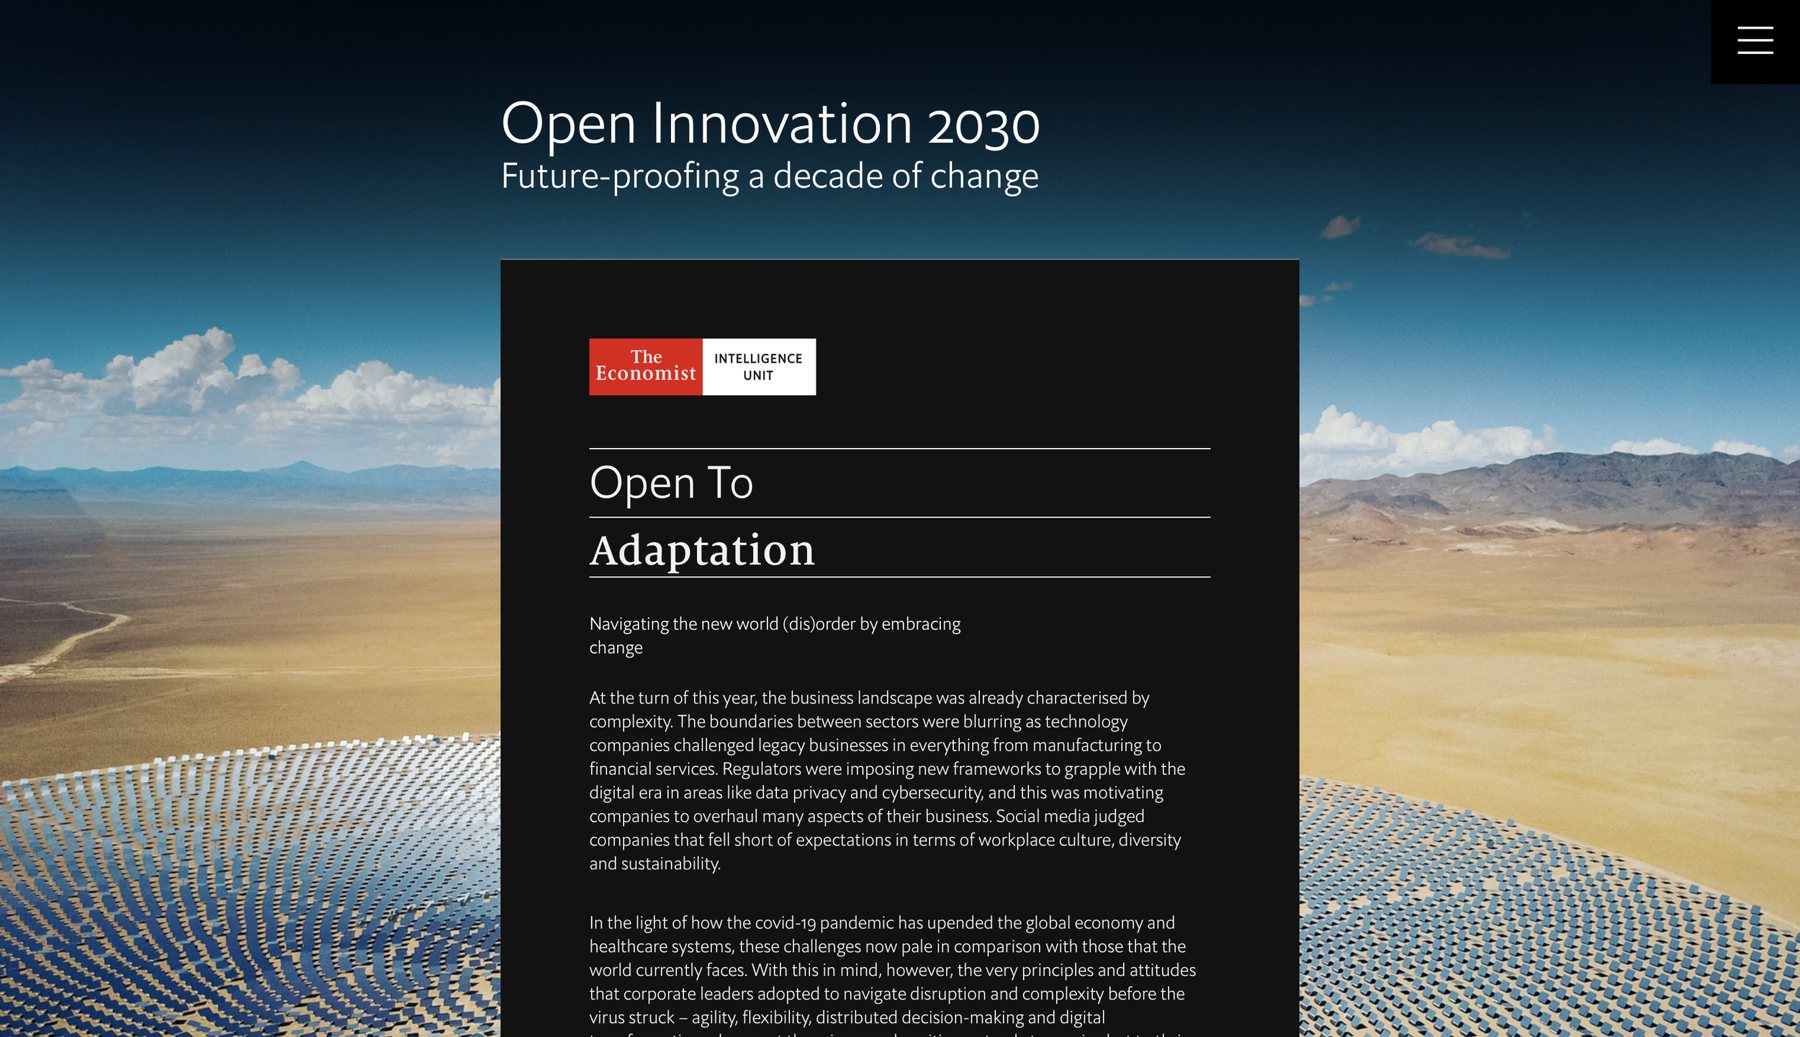 Open Innovation 2030
Future-proofing a decade of change
The
Economist
INTELLIGENCE
UNIT
Open To
Adaptation
Navigating the new world (dis)order by embracing
change
At the turn of this year, the business landscape was already characterised by
complexity. The boundaries between sectors were blurring as technology
companies challenged legacy businesses in everything from manufacturing to
financial services. Regulators were imposing new frameworks to grapple with the
digital era in areas like data privacy and cybersecurity, and this was motivating
companies to overhaul many aspects of their business. Social media judged
companies that fell short of expectations in terms of workplace culture, diversity
and sustainability.
In the light of how the covid-19 pandemic has upended the global economy and
healthcare systems, these challenges now pale in comparison with those that the
world currently faces. With this in mind, however, the very principles and attitudes
that corporate leaders adopted to navigate disruption and complexity before the
virus struck – agility, flexibility, distributed decision-making and digital